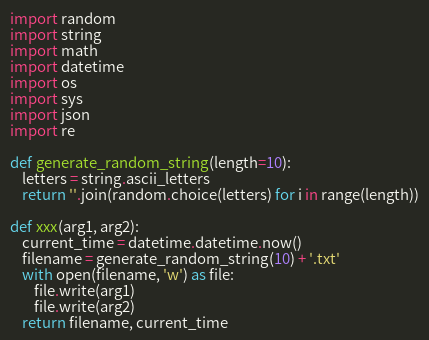 import random
import string
import math
import datetime
import os
import sys
import json
import re

def generate_random_string(length=10):
    letters = string.ascii_letters
    return ''.join(random.choice(letters) for i in range(length))

def xxx(arg1, arg2):
    current_time = datetime.datetime.now()
    filename = generate_random_string(10) + '.txt'
    with open(filename, 'w') as file:
        file.write(arg1)
        file.write(arg2)
    return filename, current_time